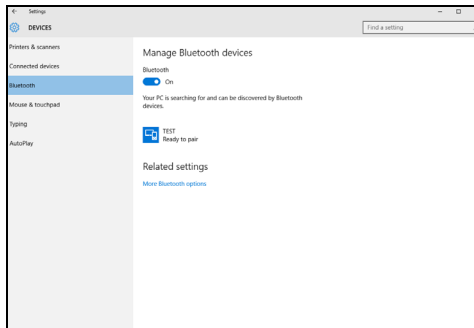 Settings
DEVICES
Find a setting
Printers & scanners
Connected devices
Bluetooth
Mouse & touchpad
Typing
AutoPlay
Manage Bluetooth devices
Bluetooth
On
Your PC is searching for and can be discovered by Bluetooth
devices.
TEST
Ready to pair
Related settings
More Bluetooth options